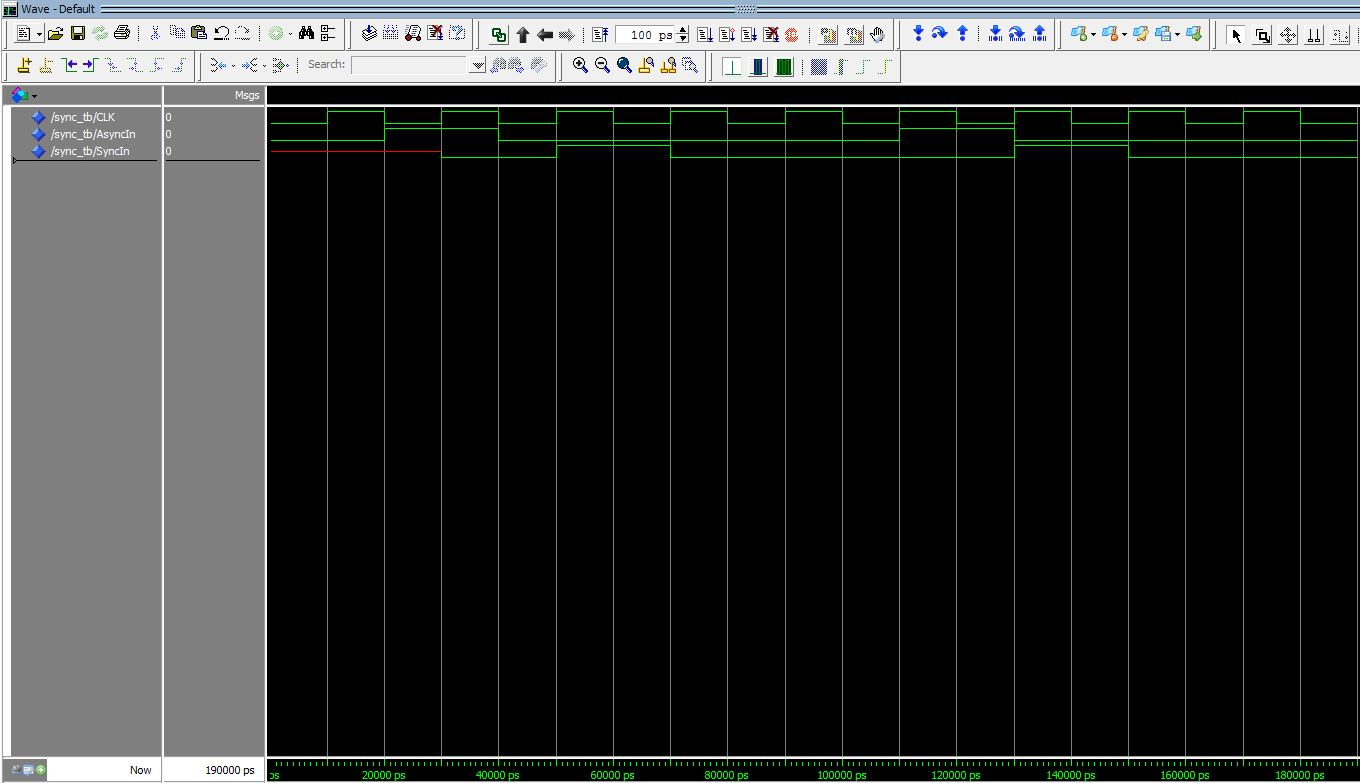 Wave - Default
100 ps
Search:
Msgs
/sync_tb/CLK 0
/sync_tb/AsyncIn 0
/sync_tb/SyncIn 0
Now 190000 ps
ps 20000 ps 40000 ps 60000 ps 80000 ps 100000 ps 120000 ps 140000 ps 160000 ps 180000 ps